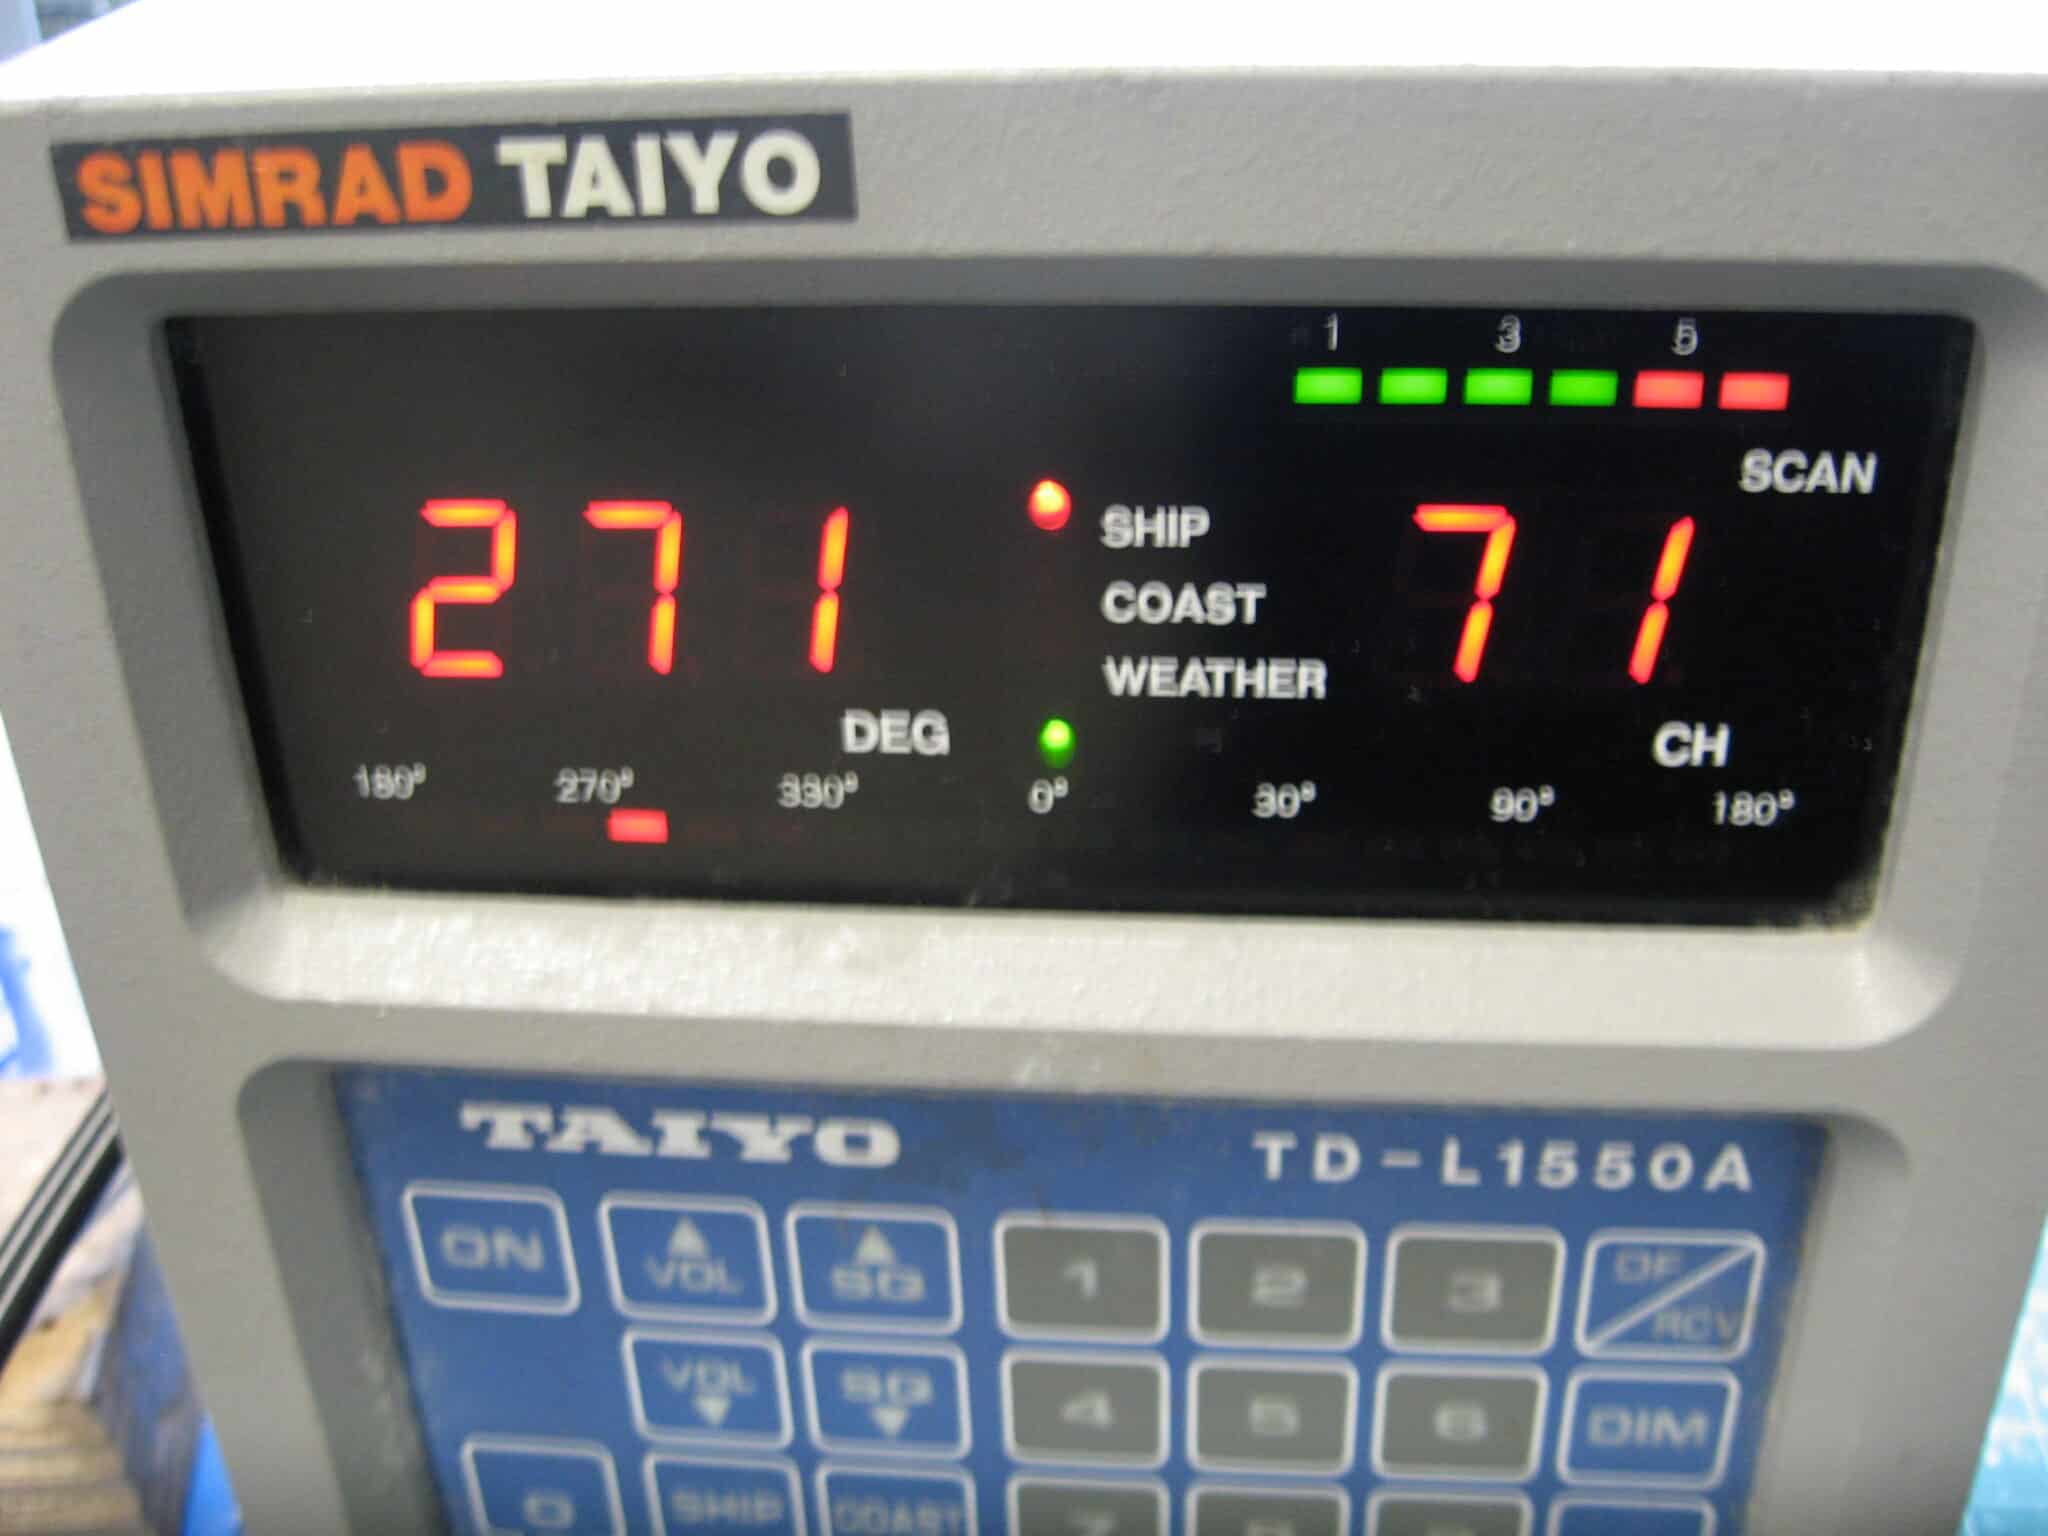 SIMRAD TAIYO
1 3 5
SCAN
271 SHIP 71
COAST
WEATHER
DEG CH
180° 270° 330° 0° 30° 90° 180°
TAIYO TD-L1550A
ON VOL SQ 1 2 3 DF/RCV
VOL SQ 4 5 6 DIM
SHIP COAST 7